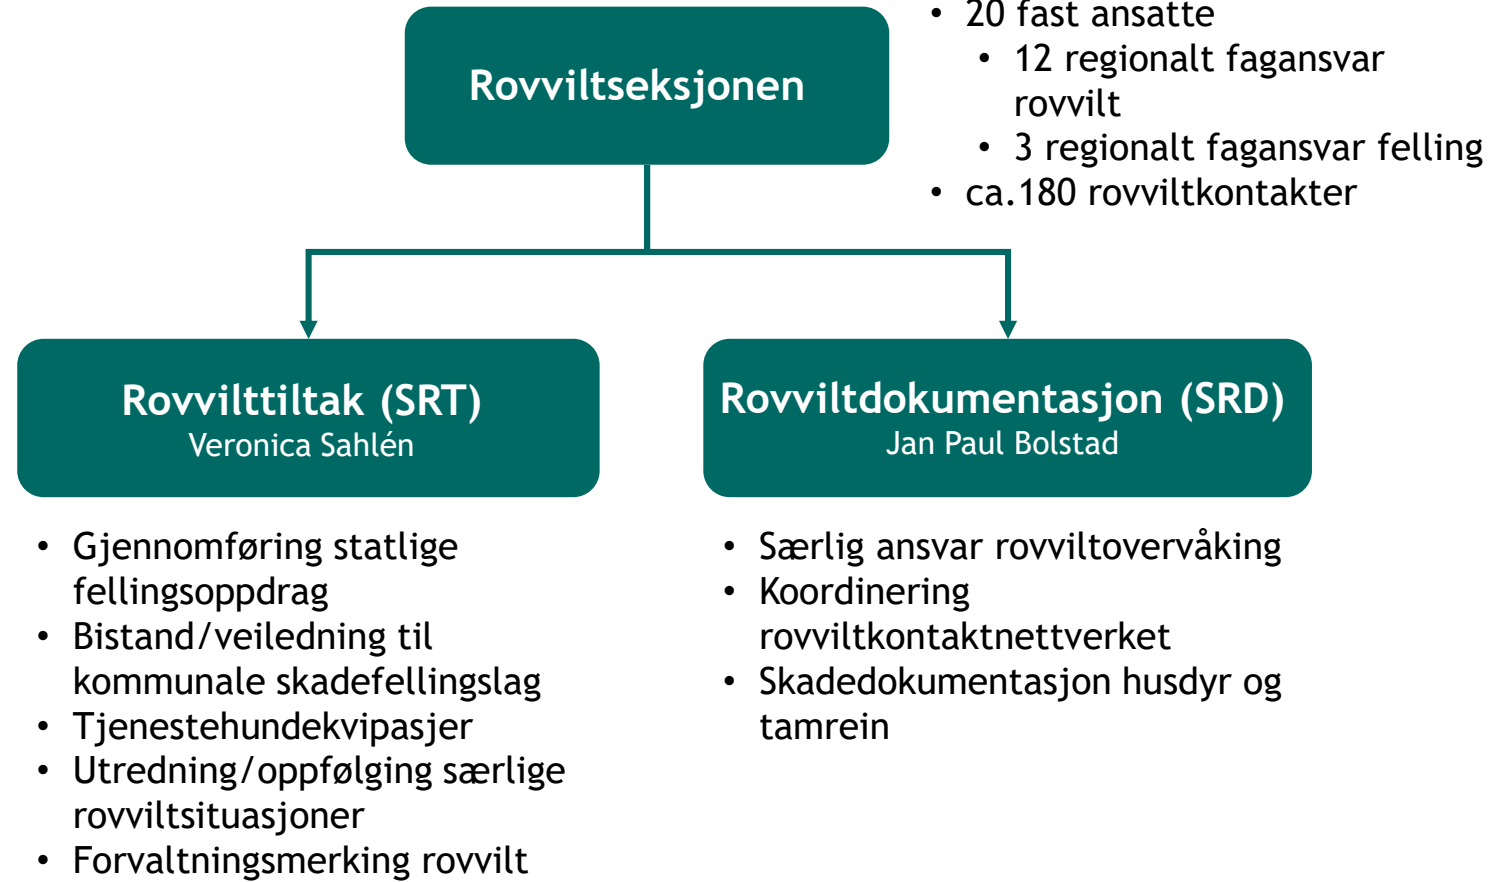 Rovviltseksjonen
• 20 fast ansatte
• 12 regionalt fagansvar
rovvilt
• 3 regionalt fagansvar felling
• ca.180 rovviltkontakter
Rovvilttiltak (SRT)
Veronica Sahlén
• Gjennomføring statlige
fellingsoppdrag
• Bistand/veiledning til
kommunale skadefellingslag
• Tjenestehundekvipasjer
• Utredning/oppfølging særlige
rovviltsituasjoner
• Forvaltningsmerking rovvilt
Rovviltdokumentasjon (SRD)
Jan Paul Bolstad
• Særlig ansvar rovviltovervåking
• Koordinering
rovviltkontaktnettverket
• Skadedokumentasjon husdyr og
tamrein